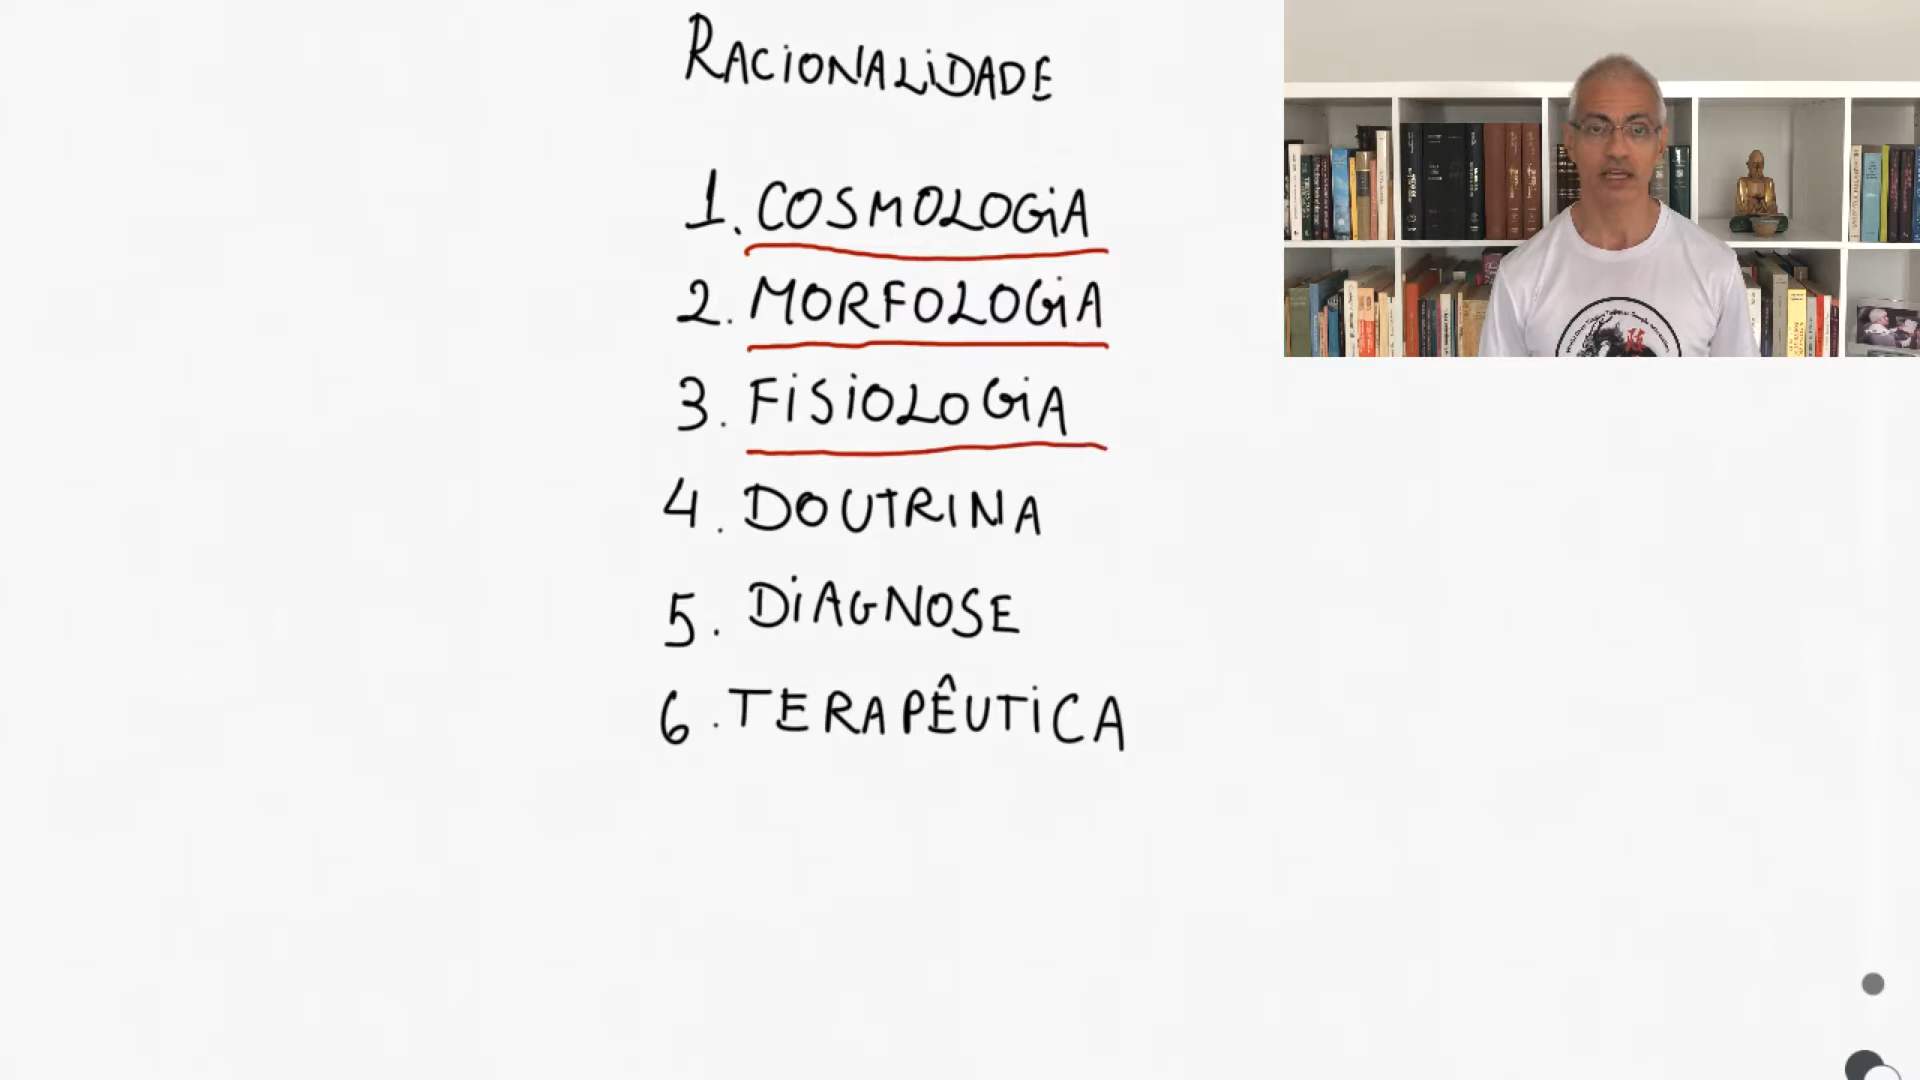 RACIONALIDADE
1. COSMOLOGIA
2. MORFOLOGIA
3. FISIOLOGIA
4. DOUTRINA
5. DIAGNOSE
6. TERAPÊUTICA